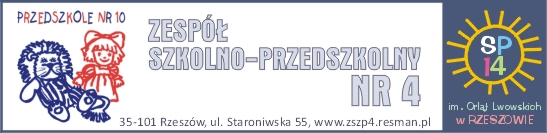 PRZEDSZKOLE NR 10
ZESPÓŁ
SZKOLNO-PRZEDSZKOLNY
NR 4
35-101 Rzeszów, ul. Staroniwska 55, www.zszp4.resman.pl
SP
14
im. Orląt Lwowskich
w RZESZOWIE